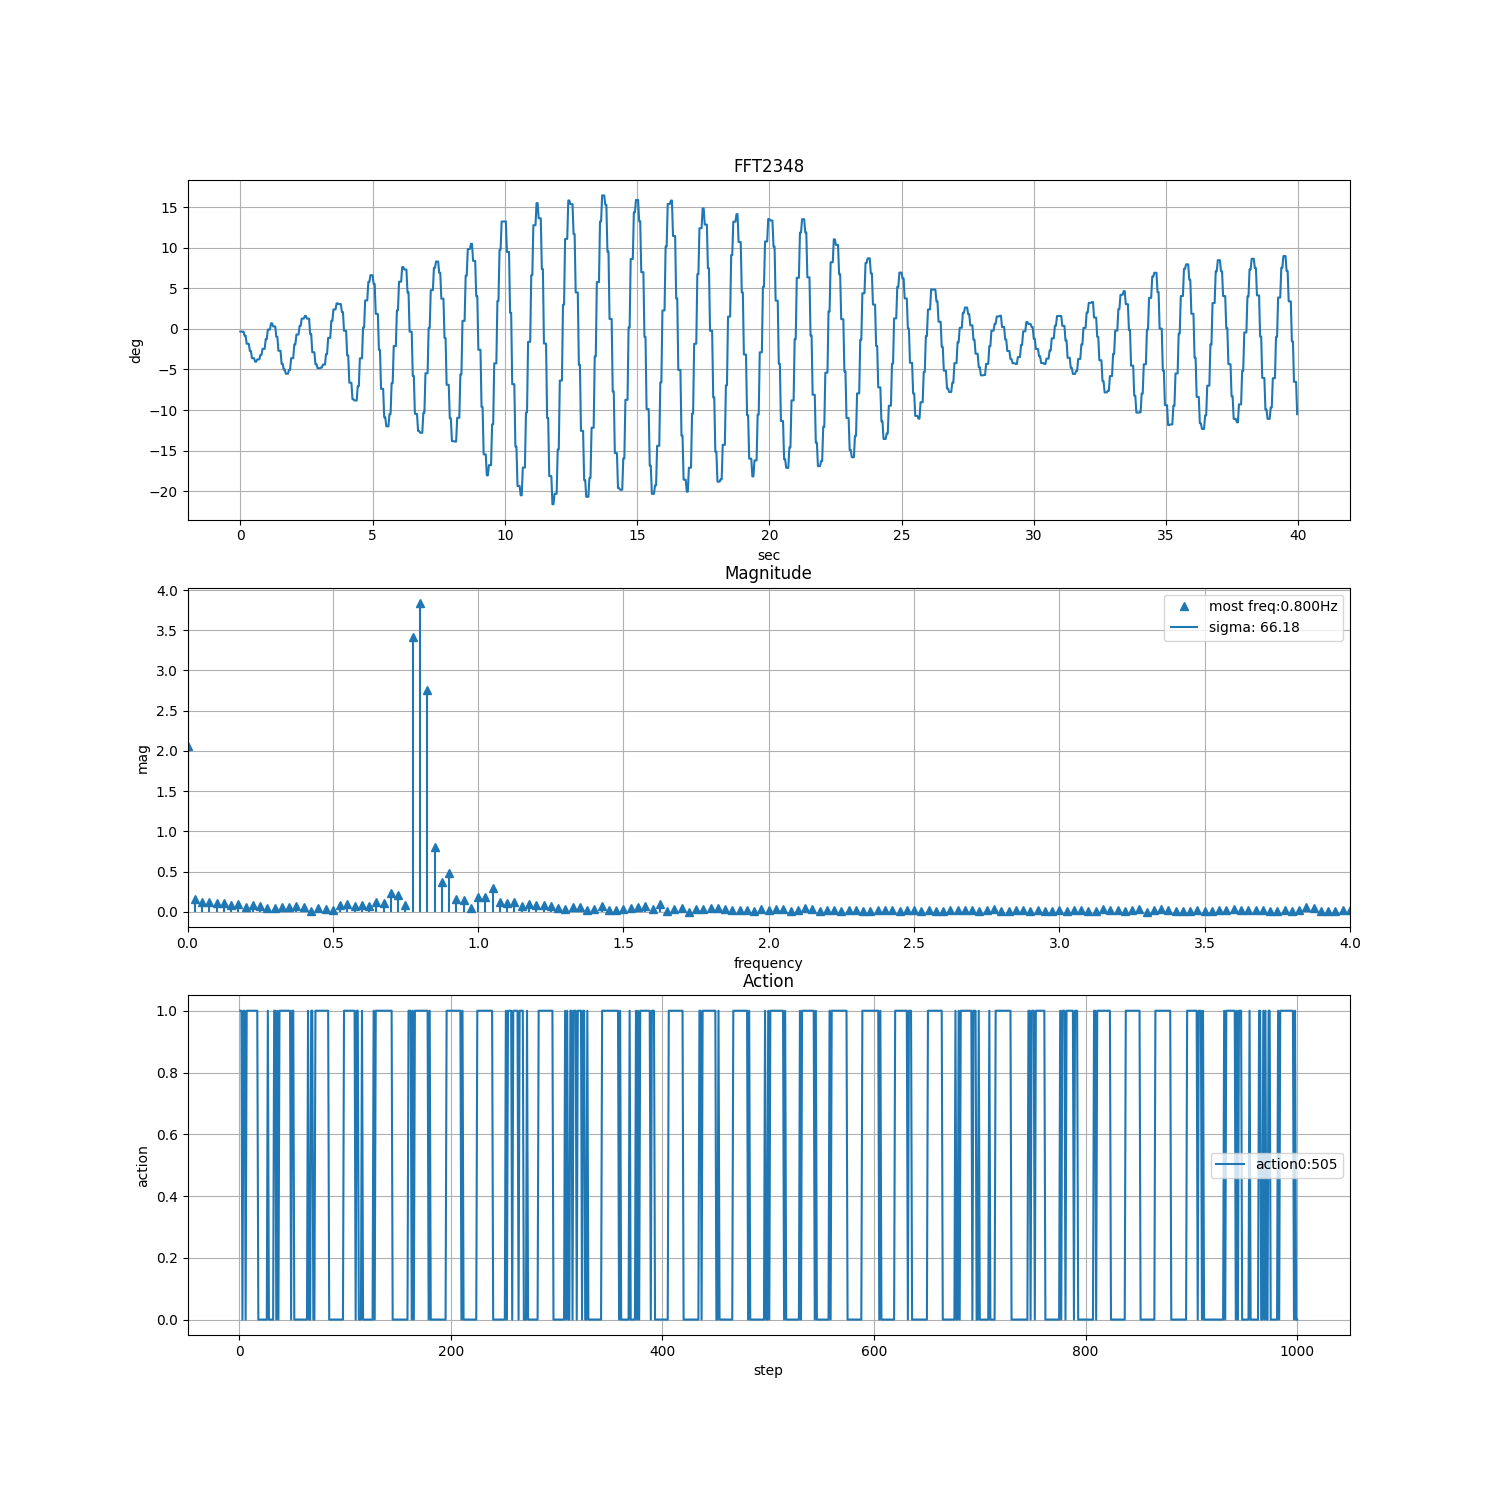 FFT2348
15
10
5
0
−5
−10
−15
−20
deg
0 5 10 15 20 25 30 35 40
sec
Magnitude
4.0
3.5
3.0
2.5
2.0
1.5
1.0
0.5
0.0
mag
most freq:0.800Hz
sigma: 66.18
0.0 0.5 1.0 1.5 2.0 2.5 3.0 3.5 4.0
frequency
Action
1.0
0.8
0.6
0.4
0.2
0.0
action
action0:505
0 200 400 600 800 1000
step